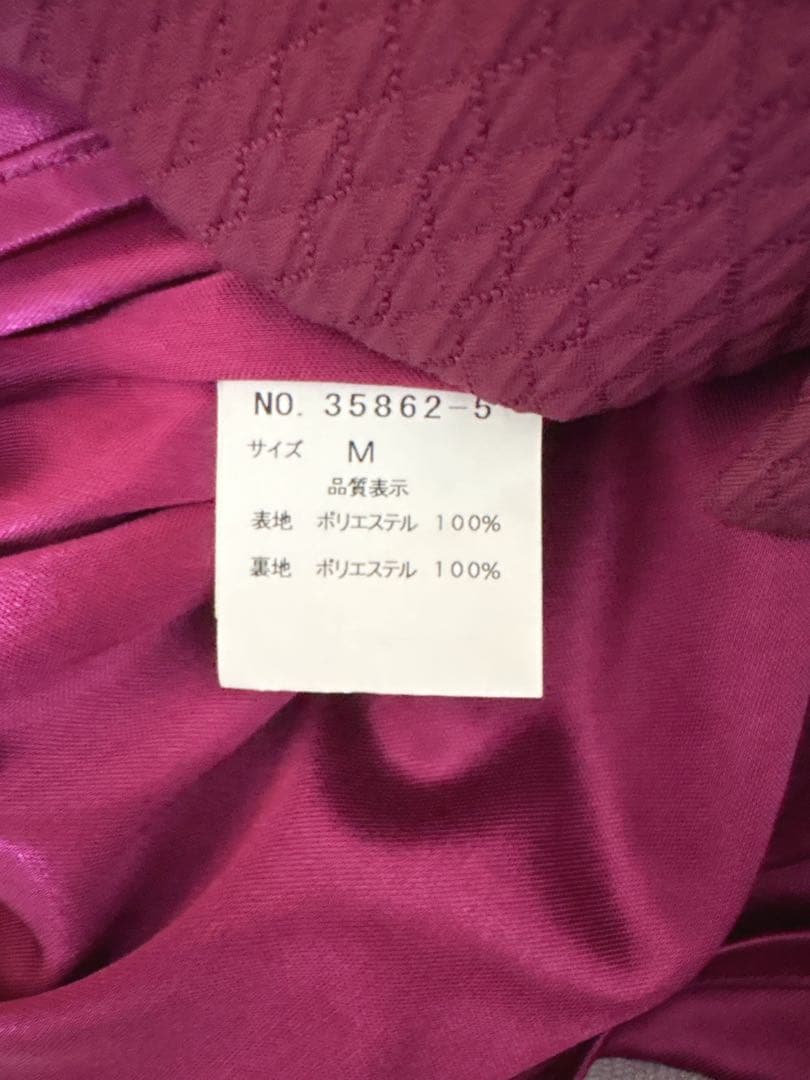 NO. 35862-5
サイズ M
品質表示
表地 ポリエステル 100%
裏地 ポリエステル 100%